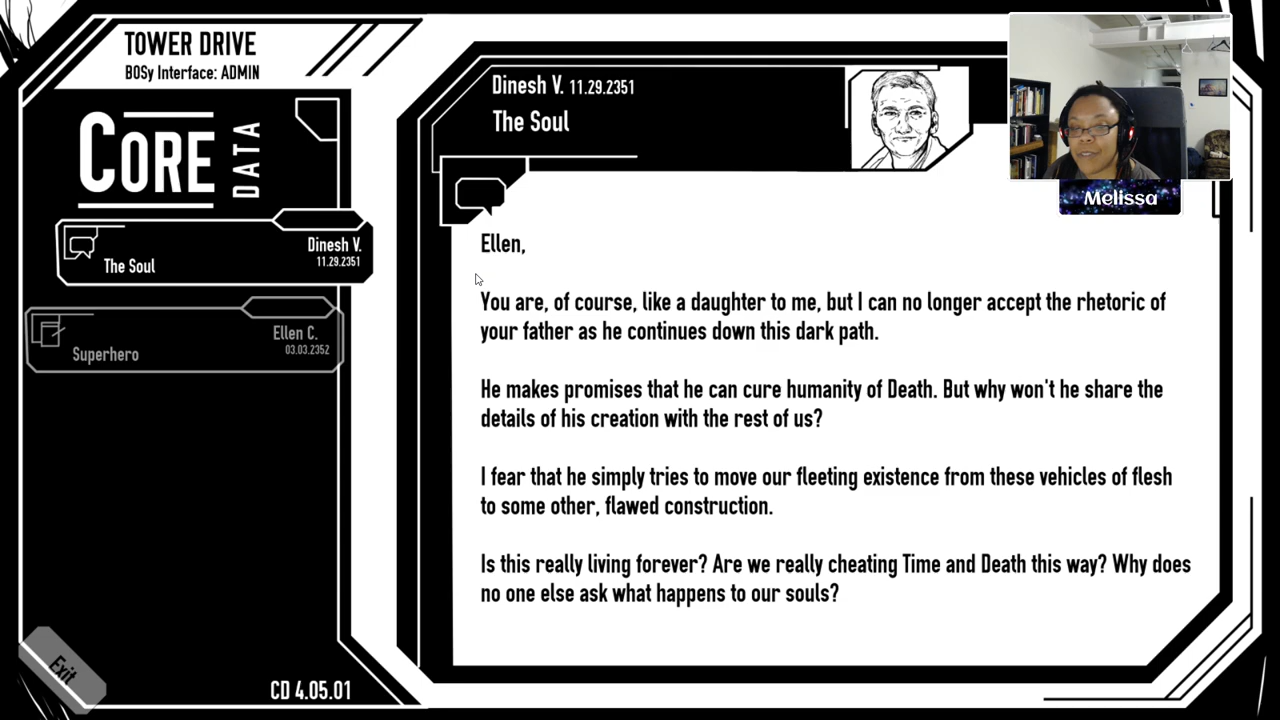 TOWER DRIVE
BOSy Interface: ADMIN
CORE
DATA
Dinesh V.
11.29.2351
The Soul
Ellen C.
03.03.2352
Superhero
Exit
CD 4.05.01
Dinesh V. 11.29.2351
The Soul
Melissa
Ellen,
You are, of course, like a daughter to me, but I can no longer accept the rhetoric of
your father as he continues down this dark path.
He makes promises that he can cure humanity of Death. But why won't he share the
details of his creation with the rest of us?
I fear that he simply tries to move our fleeting existence from these vehicles of flesh
to some other, flawed construction.
Is this really living forever? Are we really cheating Time and Death this way? Why does
no one else ask what happens to our souls?